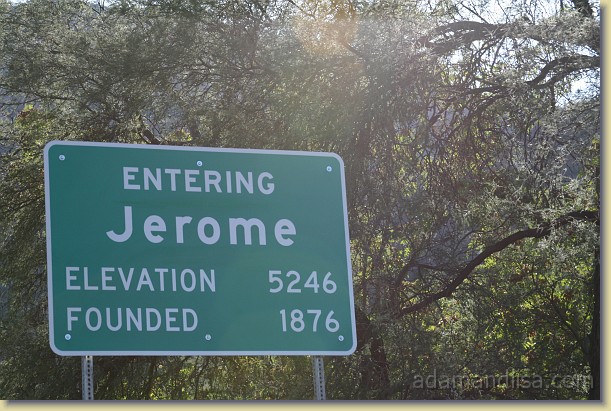 ENTERING
Jerome
ELEVATION 5246
FOUNDED 1876
adamandlisa.com